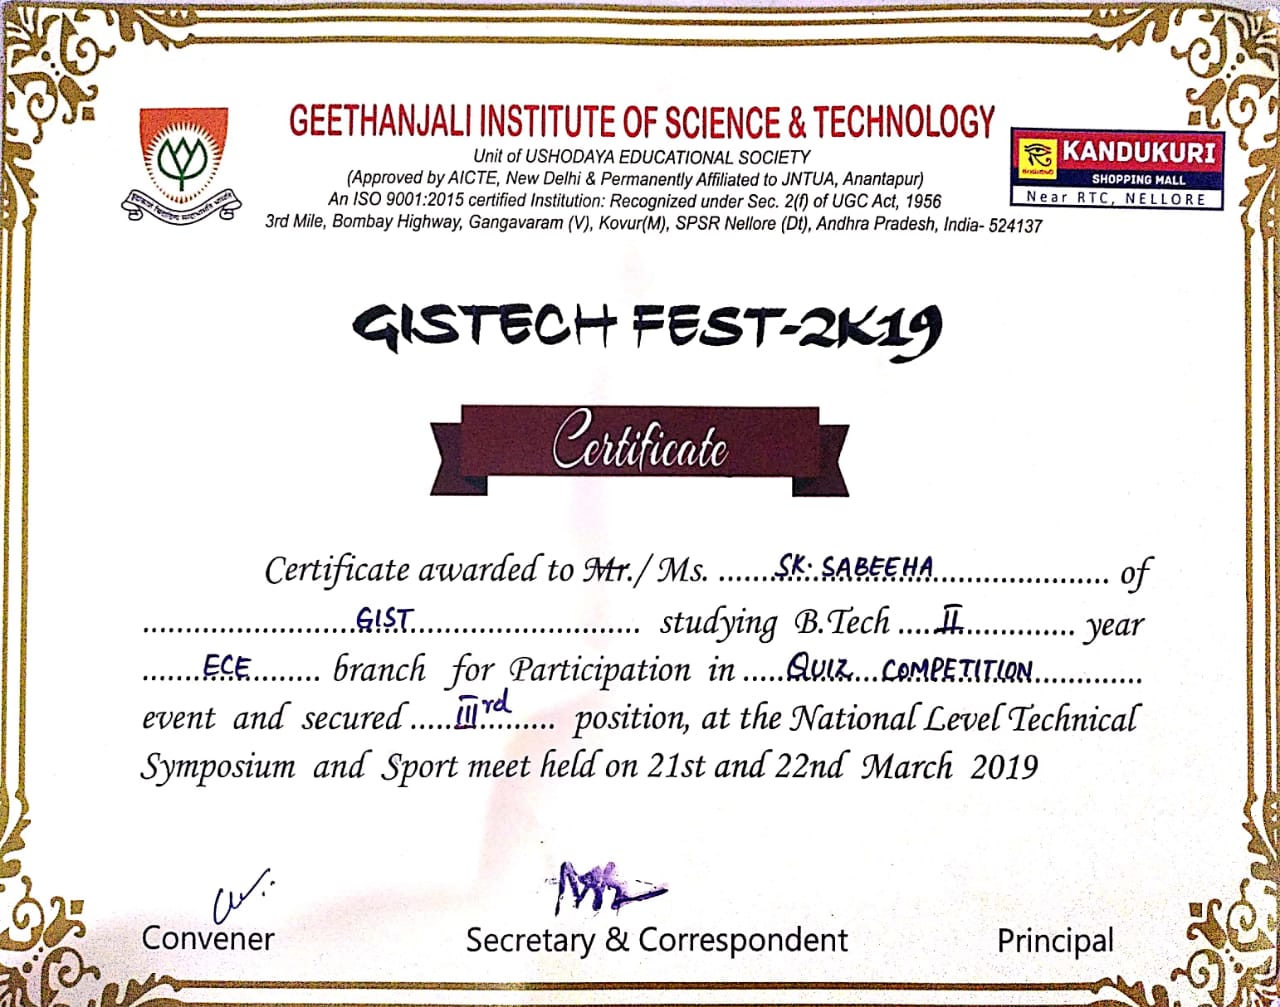 GEETHANJALI INSTITUTE OF SCIENCE & TECHNOLOGY
Unit of USHODAYA EDUCATIONAL SOCIETY
(Approved by AICTE, New Delhi & Permanently Affiliated to JNTUA, Anantapur)
An ISO 9001:2015 certified Institution: Recognized under Sec. 2(f) of UGC Act, 1956
3rd Mile, Bombay Highway, Gangavaram (V), Kovur(M), SPSR Nellore (Dt), Andhra Pradesh, India- 524137
KANDUKURI
SHOPPING MALL
Near RTC, NELLORE
GISTECH FEST-2K19
Certificate
Certificate awarded to Mr./ Ms. SK. SABEEHA of
GIST studying B.Tech II year
ECE branch for Participation in QUIZ COMPETITION
event and secured III rd position, at the National Level Technical
Symposium and Sport meet held on 21st and 22nd March 2019
Convener
Secretary & Correspondent
Principal